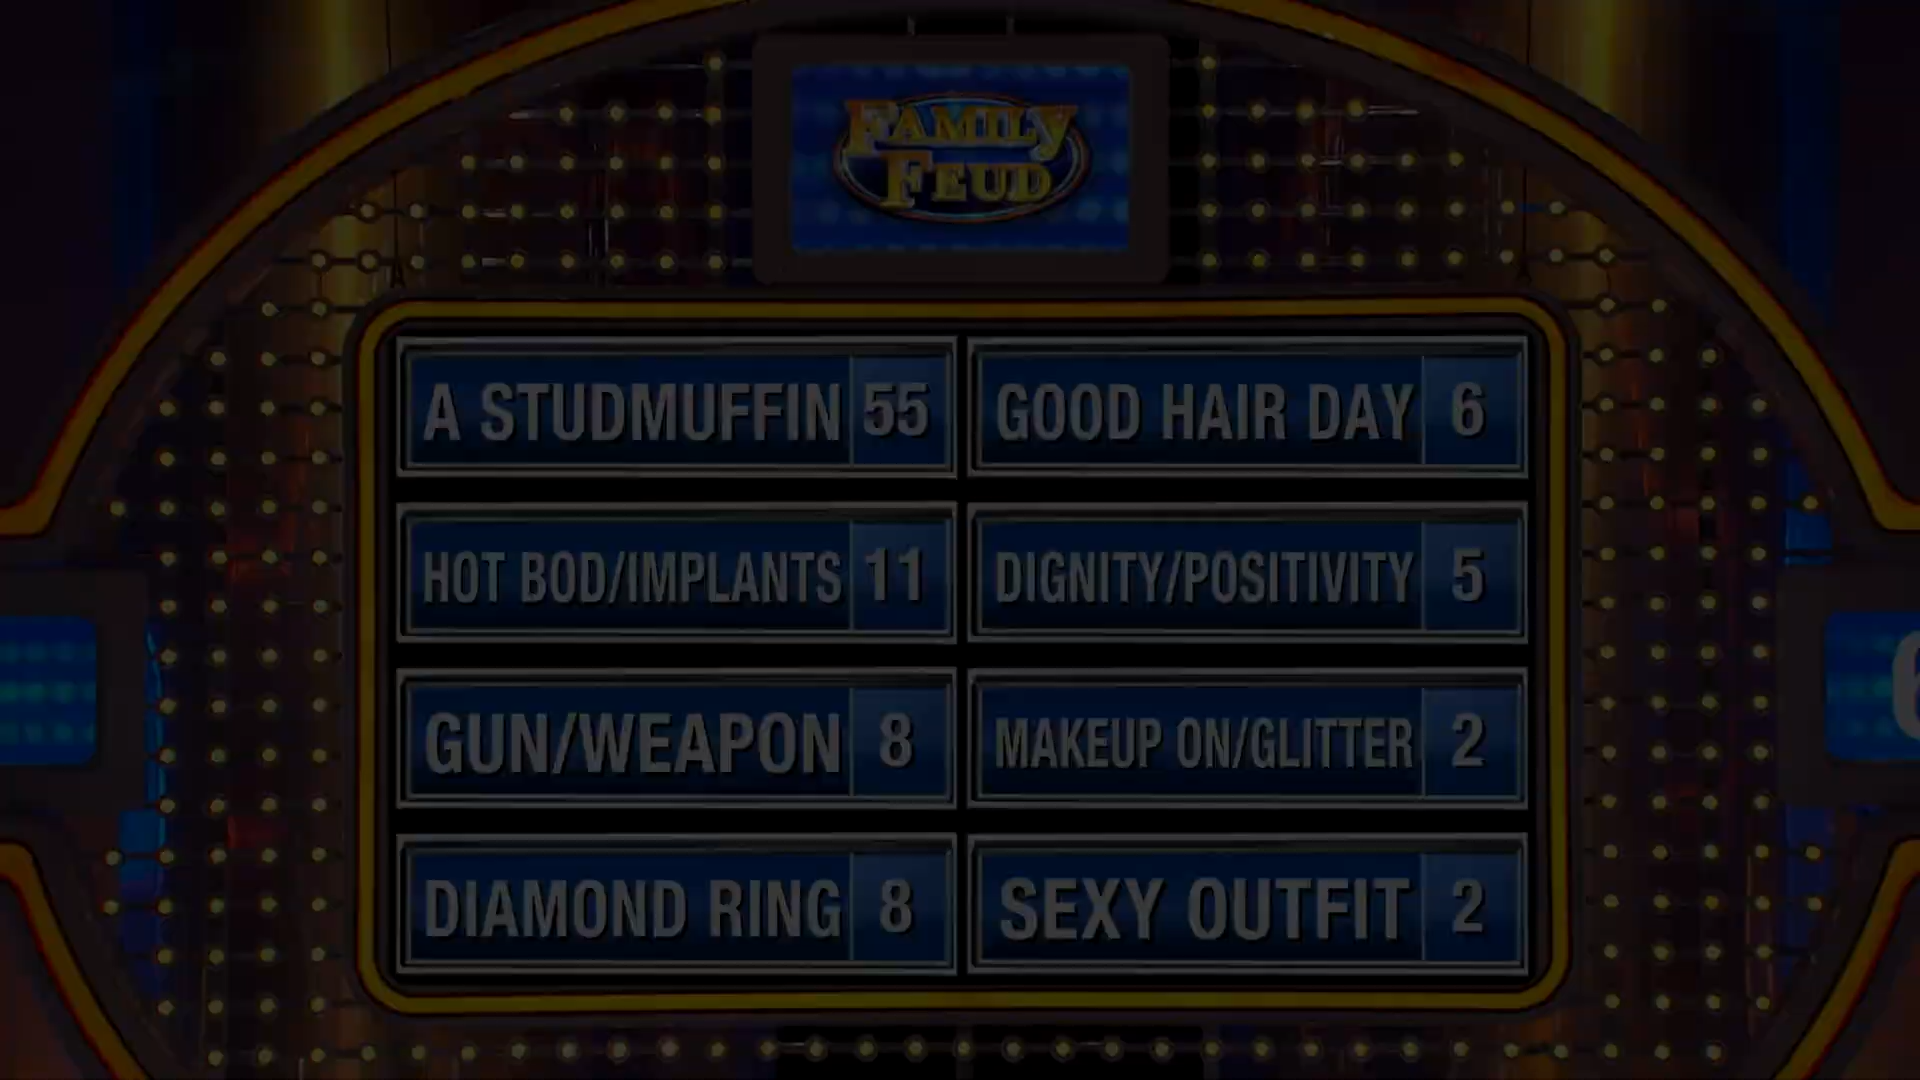 FAMILY
FEUD
A STUDMUFFIN 55
HOT BOD/IMPLANTS 11
GUN/WEAPON 8
DIAMOND RING 8
GOOD HAIR DAY 6
DIGNITY/POSITIVITY 5
MAKEUP ON/GLITTER 2
SEXY OUTFIT 2